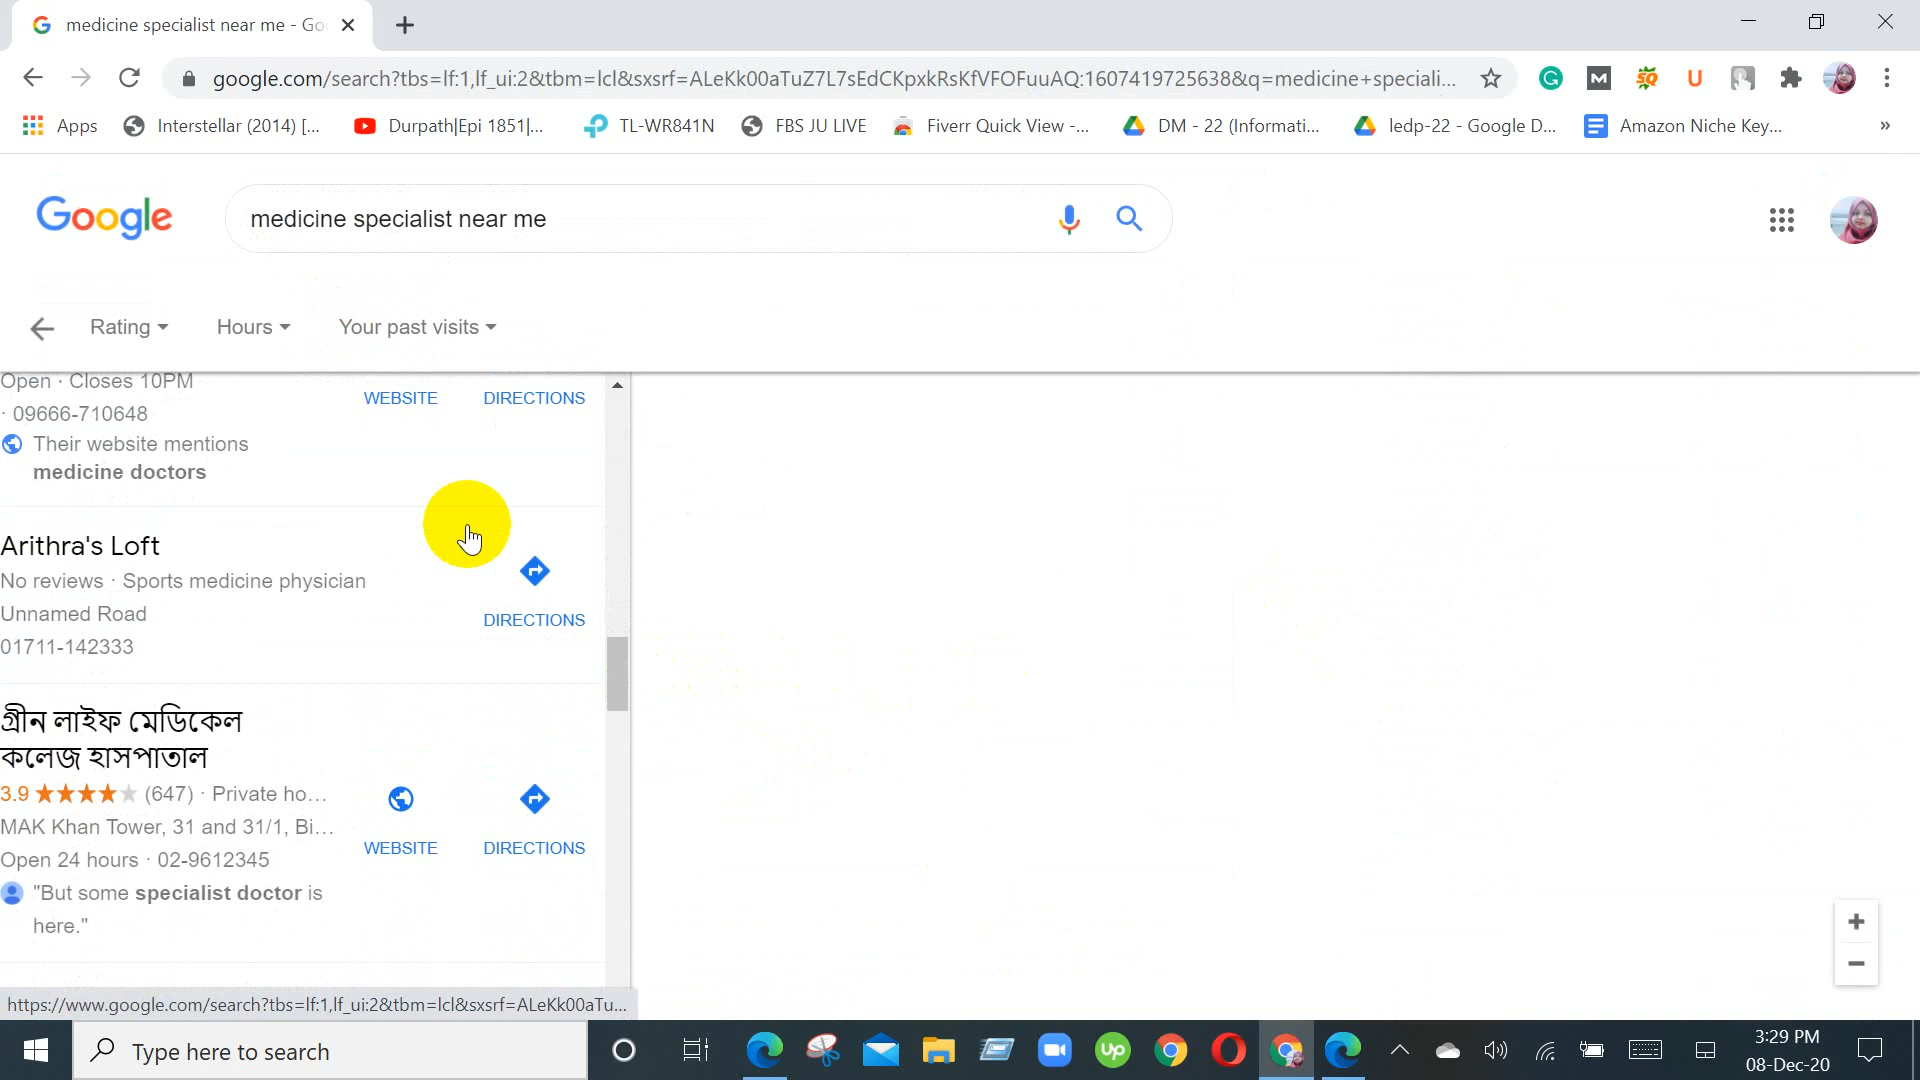 medicine specialist near me - Go
google.com/search?tbs=lf:1,lf_ui:2&tbm=lcl&sxsrf=ALeKk00aTuZ7L7sEdCKpxkRsKfVFOFuuAQ:1607419725638&q=medicine+speciali...
Apps
Interstellar (2014) [...
Durpath|Epi 1851|...
TL-WR841N
FBS JU LIVE
Fiverr Quick View -...
DM - 22 (Informati...
ledp-22 - Google D...
Amazon Niche Key...
»
Google
medicine specialist near me
Rating
Hours
Your past visits
Open · Closes 10PM
· 09666-710648
Their website mentions
medicine doctors
WEBSITE
DIRECTIONS
Arithra's Loft
No reviews · Sports medicine physician
Unnamed Road
01711-142333
DIRECTIONS
গ্রীন লাইফ মেডিকেল
কলেজ হাসপাতাল
3.9 (647) · Private ho...
MAK Khan Tower, 31 and 31/1, Bi...
Open 24 hours · 02-9612345
"But some specialist doctor is
here."
WEBSITE
DIRECTIONS
https://www.google.com/search?tbs=lf:1,lf_ui:2&tbm=lcl&sxsrf=ALeKk00aTu...
Type here to search
3:29 PM
08-Dec-20